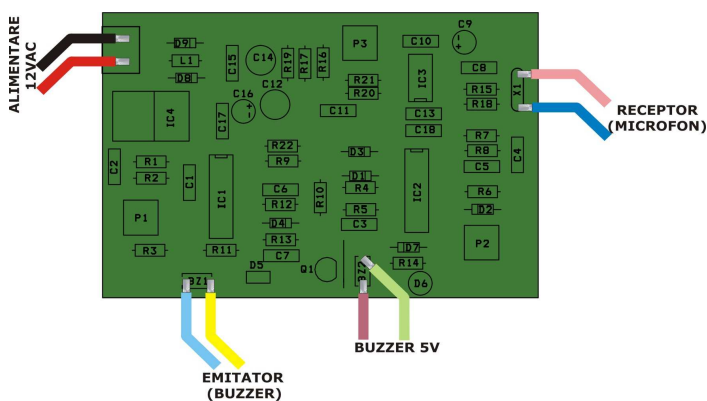 ALIMENTARE
12VAC
D9
L1
D8
C15
C14
R19
R17
R16
P3
C10
C9
R21
R20
IC3
C8
R15
R18
X1
RECEPTOR
(MICROFON)
IC4
C16
C12
C17
C11
C13
C18
R7
R8
C5
C4
C2
R1
R2
C1
IC1
R22
R9
C6
R12
D4
R13
C7
R10
D3
D1
R4
R5
C3
IC2
R6
D2
P1
P2
R3
R11
D5
Q1
D7
R14
D6
BZ1
BZ2
EMITATOR
(BUZZER)
BUZZER 5V